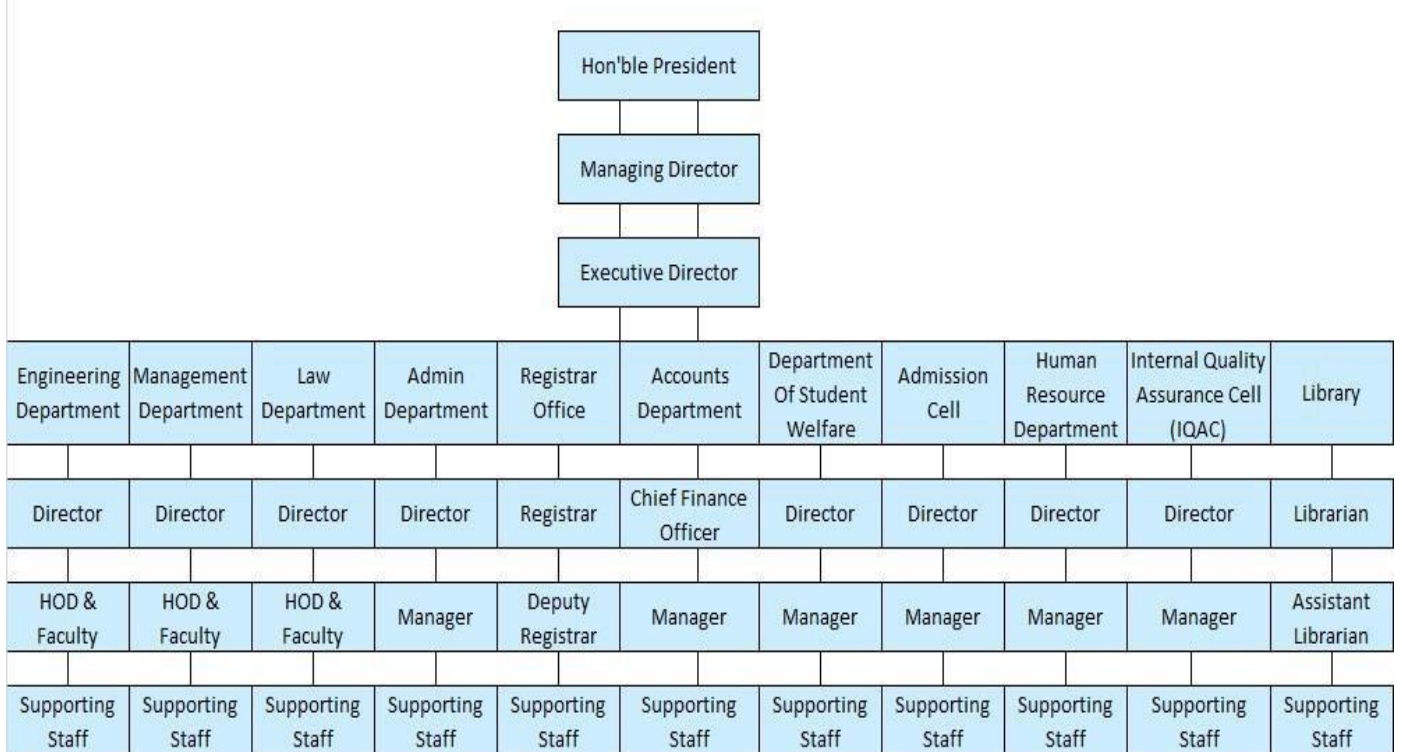 Hon'ble President
Managing Director
Executive Director
Engineering
Department
Management
Department
Law
Department
Admin
Department
Registrar
Office
Accounts
Department
Department
Of Student
Welfare
Admission
Cell
Human
Resource
Department
Internal Quality
Assurance Cell
(IQAC)
Library
Director
Director
Director
Director
Registrar
Chief Finance
Officer
Director
Director
Director
Director
Librarian
HOD &
Faculty
HOD &
Faculty
HOD &
Faculty
Manager
Deputy
Registrar
Manager
Manager
Manager
Manager
Manager
Assistant
Librarian
Supporting
Staff
Supporting
Staff
Supporting
Staff
Supporting
Staff
Supporting
Staff
Supporting
Staff
Supporting
Staff
Supporting
Staff
Supporting
Staff
Supporting
Staff
Supporting
Staff